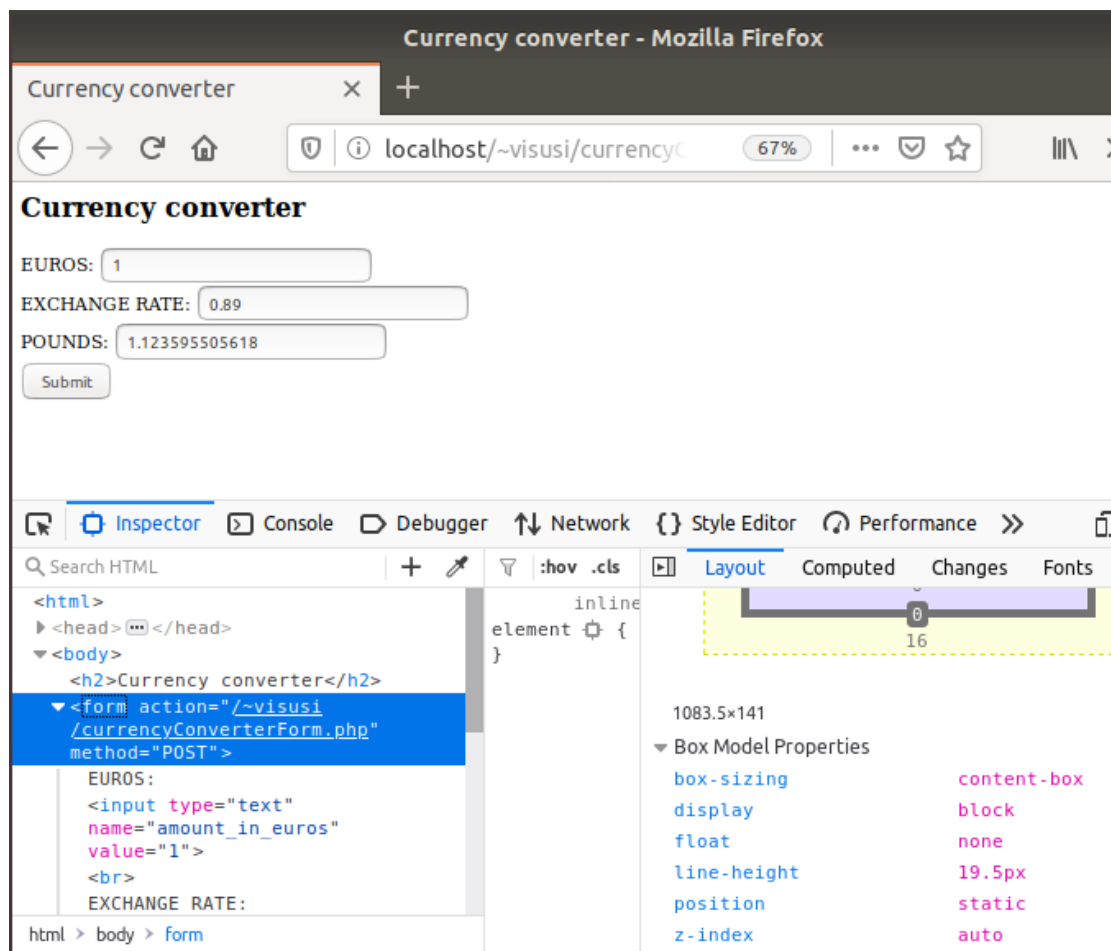 Currency converter - Mozilla Firefox
Currency converter
localhost/~visusi/currency
67%
Currency converter
EUROS: 1
EXCHANGE RATE: 0.89
POUNDS: 1.123595505618
Submit
Inspector Console Debugger Network {} Style Editor Performance
Search HTML
:hov .cls
Layout Computed Changes Fonts
<html>
<head> ••• </head>
<body>
<h2>Currency converter</h2>
<form action="/~visusi
/currencyConverterForm.php"
method="POST">
EUROS:
<input type="text"
name="amount_in_euros"
value="1">
<br>
EXCHANGE RATE:
html > body > form
inline
element {
}
0
16
1083.5×141
Box Model Properties
box-sizing content-box
display block
float none
line-height 19.5px
position static
z-index auto